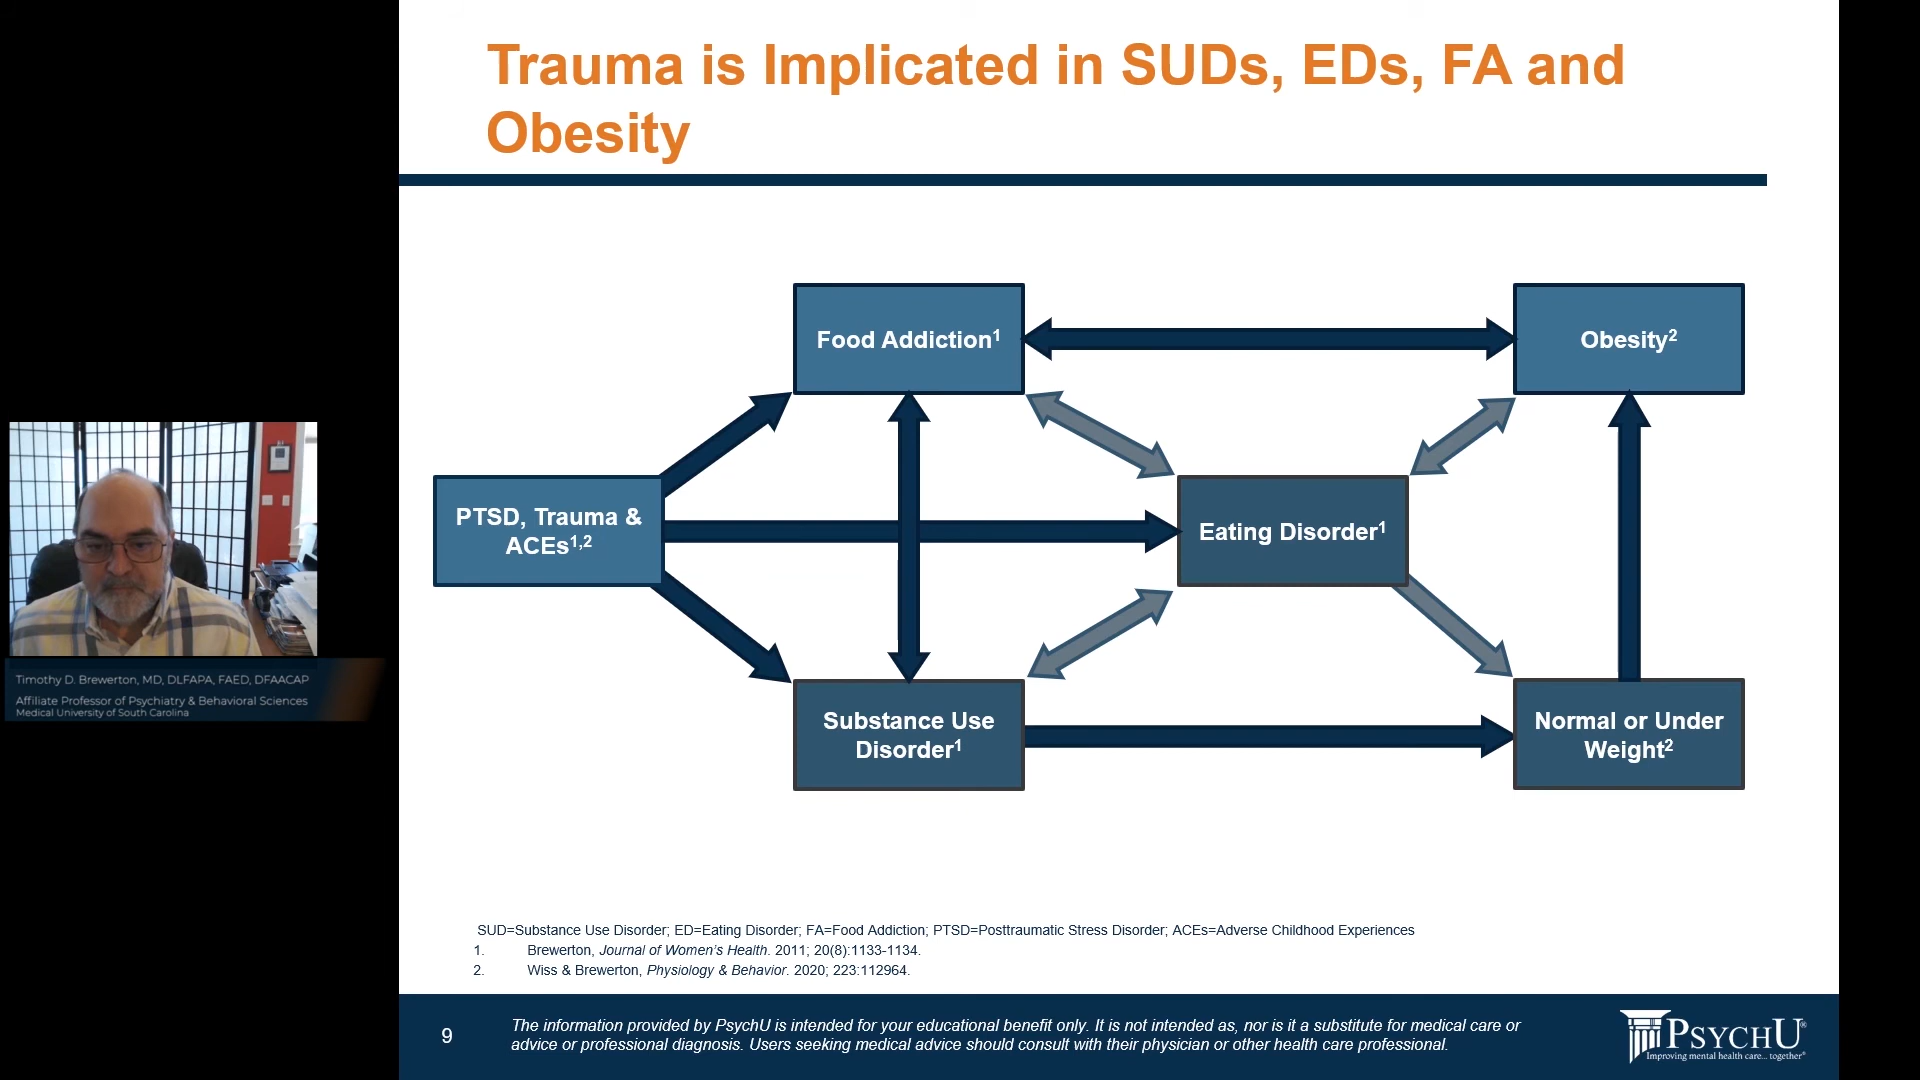 Trauma is Implicated in SUDs, EDs, FA and
Obesity
Food Addiction1
Obesity2
PTSD, Trauma &
ACEs1,2
Eating Disorder1
Substance Use
Disorder1
Normal or Under
Weight2
Timothy D. Brewerton, MD, DLFAPA, FAED, DFAACAP
Affiliate Professor of Psychiatry & Behavioral Sciences
Medical University of South Carolina
SUD=Substance Use Disorder; ED=Eating Disorder; FA=Food Addiction; PTSD=Posttraumatic Stress Disorder; ACEs=Adverse Childhood Experiences
1. Brewerton, Journal of Women's Health. 2011; 20(8):1133-1134.
2. Wiss & Brewerton, Physiology & Behavior. 2020; 223:112964.
9
The information provided by PsychU is intended for your educational benefit only. It is not intended as, nor is it a substitute for medical care or
advice or professional diagnosis. Users seeking medical advice should consult with their physician or other health care professional.
PSYCHU®
Improving mental health care... together®